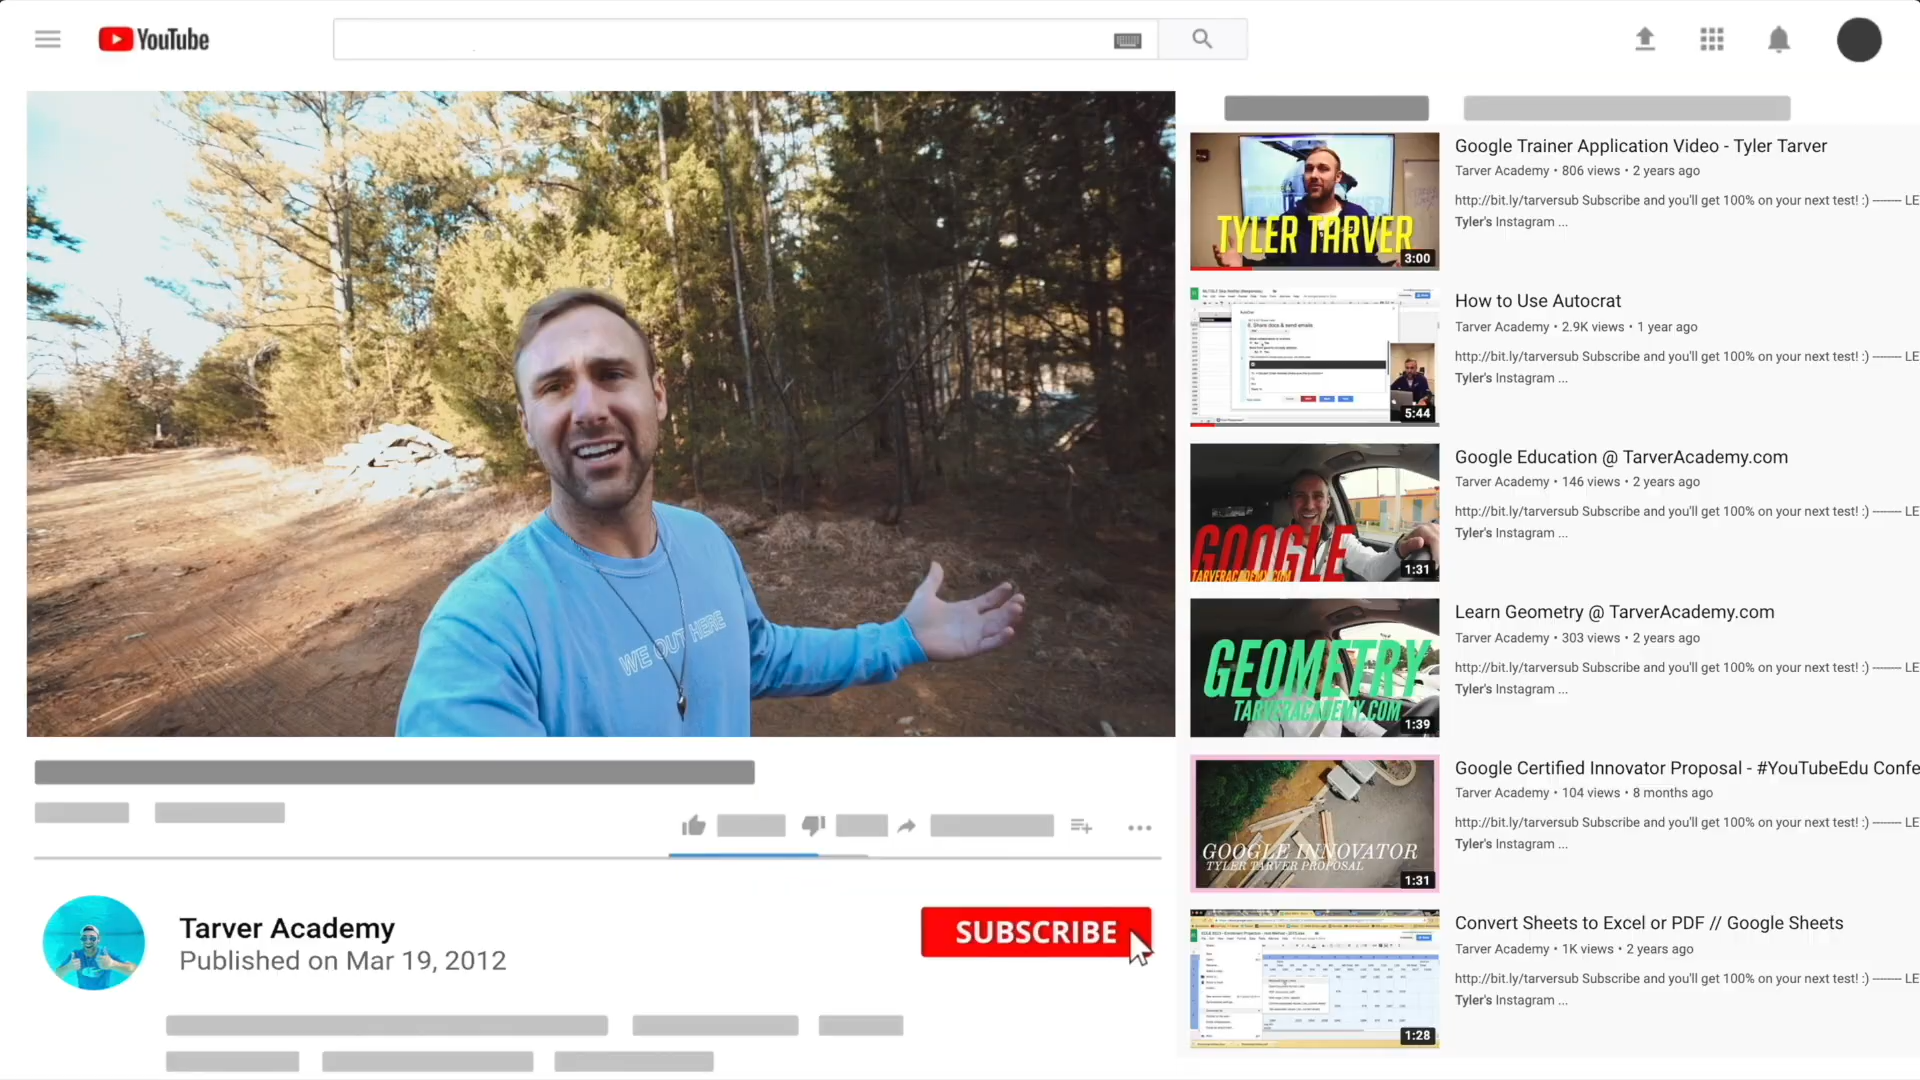 YouTube
WE OUT HERE
Tarver Academy
Published on Mar 19, 2012
SUBSCRIBE
TYLER TARVER
3:00
Google Trainer Application Video - Tyler Tarver
Tarver Academy • 806 views • 2 years ago
http://bit.ly/tarversub Subscribe and you'll get 100% on your next test! :) -------- LE
Tyler's Instagram ...
8. Share docs & send emails
5:44
How to Use Autocrat
Tarver Academy • 2.9K views • 1 year ago
http://bit.ly/tarversub Subscribe and you'll get 100% on your next test! :) -------- LE
Tyler's Instagram ...
GOOGLE
TARVERACADEMY.COM
1:31
Google Education @ TarverAcademy.com
Tarver Academy • 146 views • 2 years ago
http://bit.ly/tarversub Subscribe and you'll get 100% on your next test! :) -------- LE
Tyler's Instagram ...
GEOMETRY
TARVERACADEMY.COM
1:39
Learn Geometry @ TarverAcademy.com
Tarver Academy • 303 views • 2 years ago
http://bit.ly/tarversub Subscribe and you'll get 100% on your next test! :) -------- LE
Tyler's Instagram ...
GOOGLE INNOVATOR
TYLER TARVER PROPOSAL
1:31
Google Certified Innovator Proposal - #YouTubeEdu Confe
Tarver Academy • 104 views • 8 months ago
http://bit.ly/tarversub Subscribe and you'll get 100% on your next test! :) -------- LE
Tyler's Instagram ...
1:28
Convert Sheets to Excel or PDF // Google Sheets
Tarver Academy • 1K views • 2 years ago
http://bit.ly/tarversub Subscribe and you'll get 100% on your next test! :) -------- LE
Tyler's Instagram ...